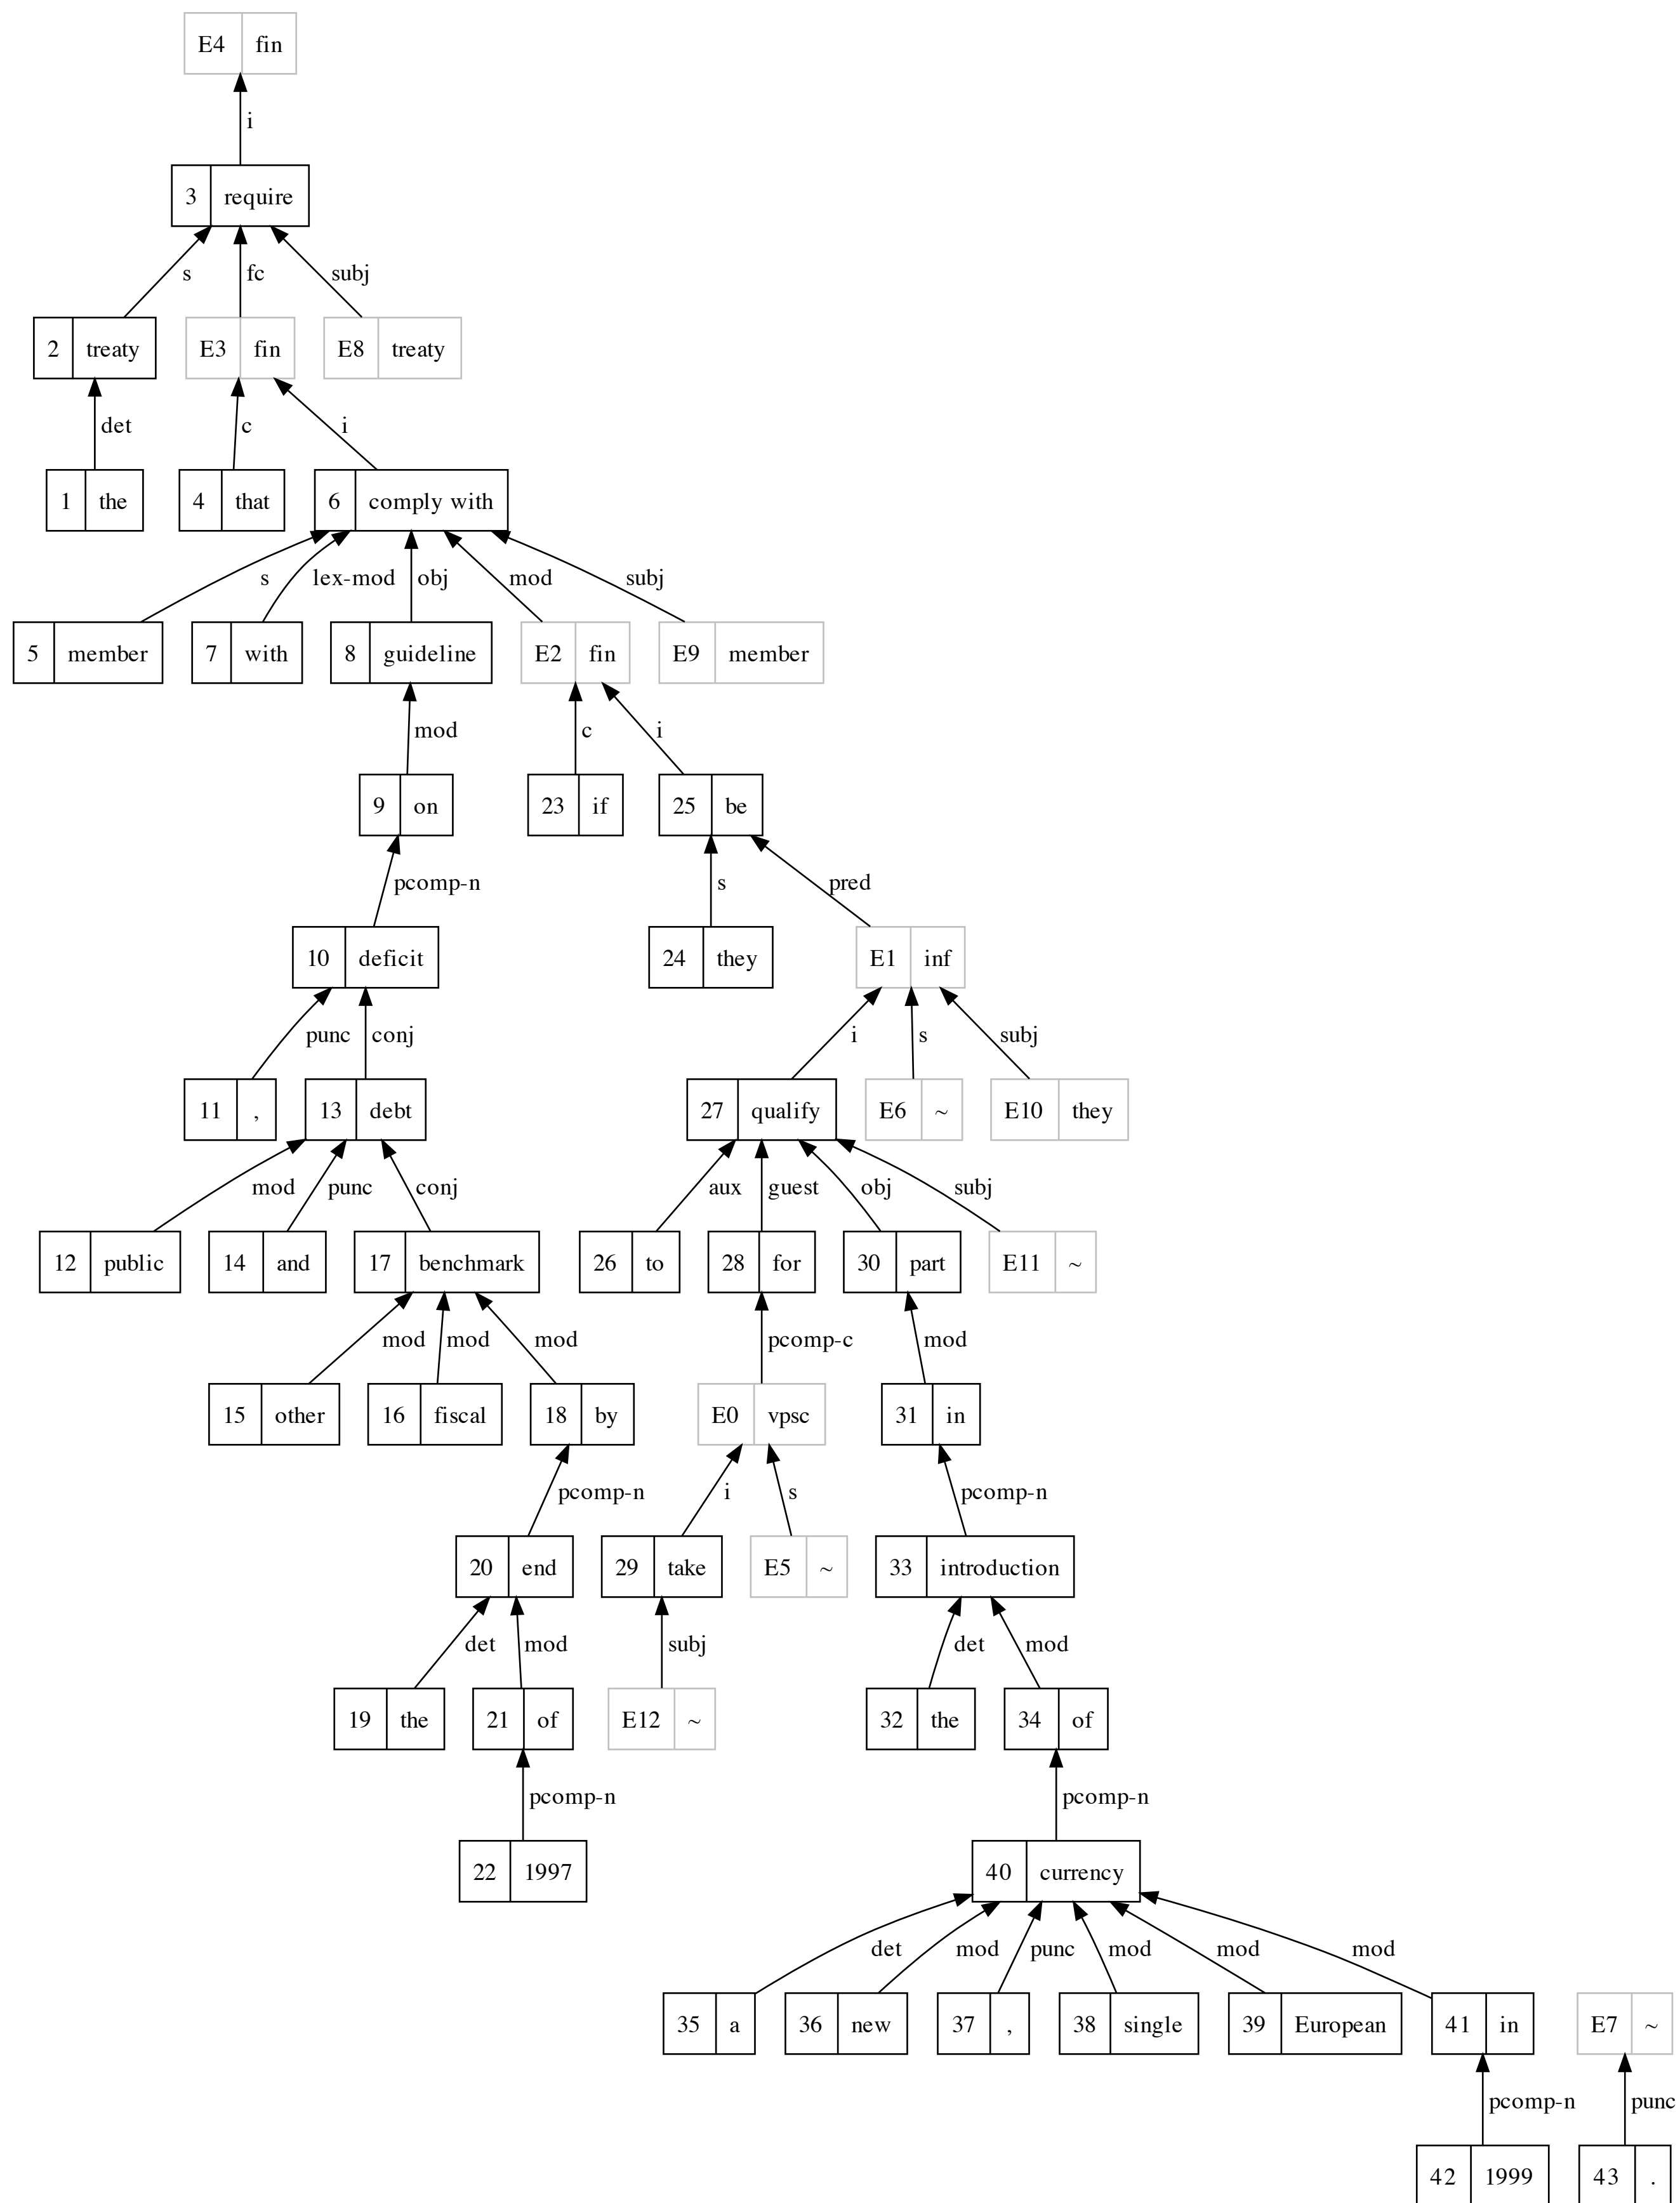 E4 fin
i
3 require
s fc subj
2 treaty E3 fin E8 treaty
det c i
1 the 4 that 6 comply with
s lex-mod obj mod subj
5 member 7 with 8 guideline E2 fin E9 member
mod c i
9 on 23 if 25 be
pcomp-n s pred
10 deficit 24 they E1 inf
punc conj i s subj
11 , 13 debt 27 qualify E6 ~ E10 they
mod punc conj aux guest obj subj
12 public 14 and 17 benchmark 26 to 28 for 30 part E11 ~
mod mod mod pcomp-c mod
15 other 16 fiscal 18 by E0 vpsc 31 in
pcomp-n i s pcomp-n
20 end 29 take E5 ~ 33 introduction
det mod subj det mod
19 the 21 of E12 ~ 32 the 34 of
pcomp-n pcomp-n
22 1997 40 currency
det mod punc mod mod mod
35 a 36 new 37 , 38 single 39 European 41 in E7 ~
pcomp-n punc
42 1999 43 .